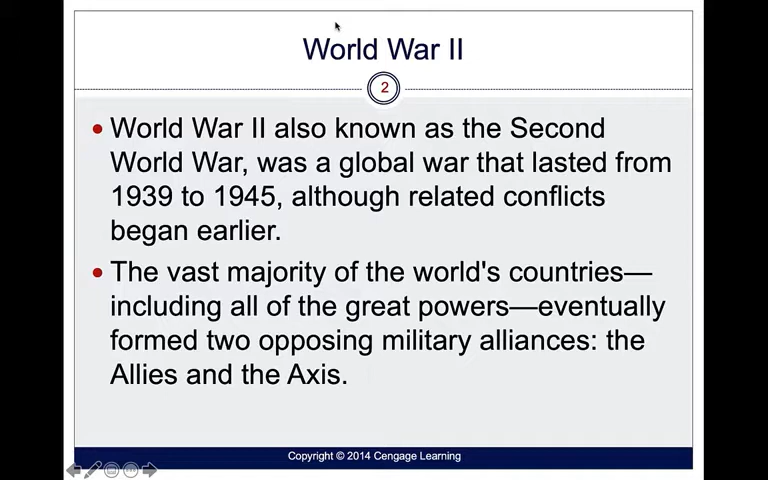 World War II
2
• World War II also known as the Second
World War, was a global war that lasted from
1939 to 1945, although related conflicts
began earlier.
• The vast majority of the world's countries—
including all of the great powers—eventually
formed two opposing military alliances: the
Allies and the Axis.
Copyright © 2014 Cengage Learning